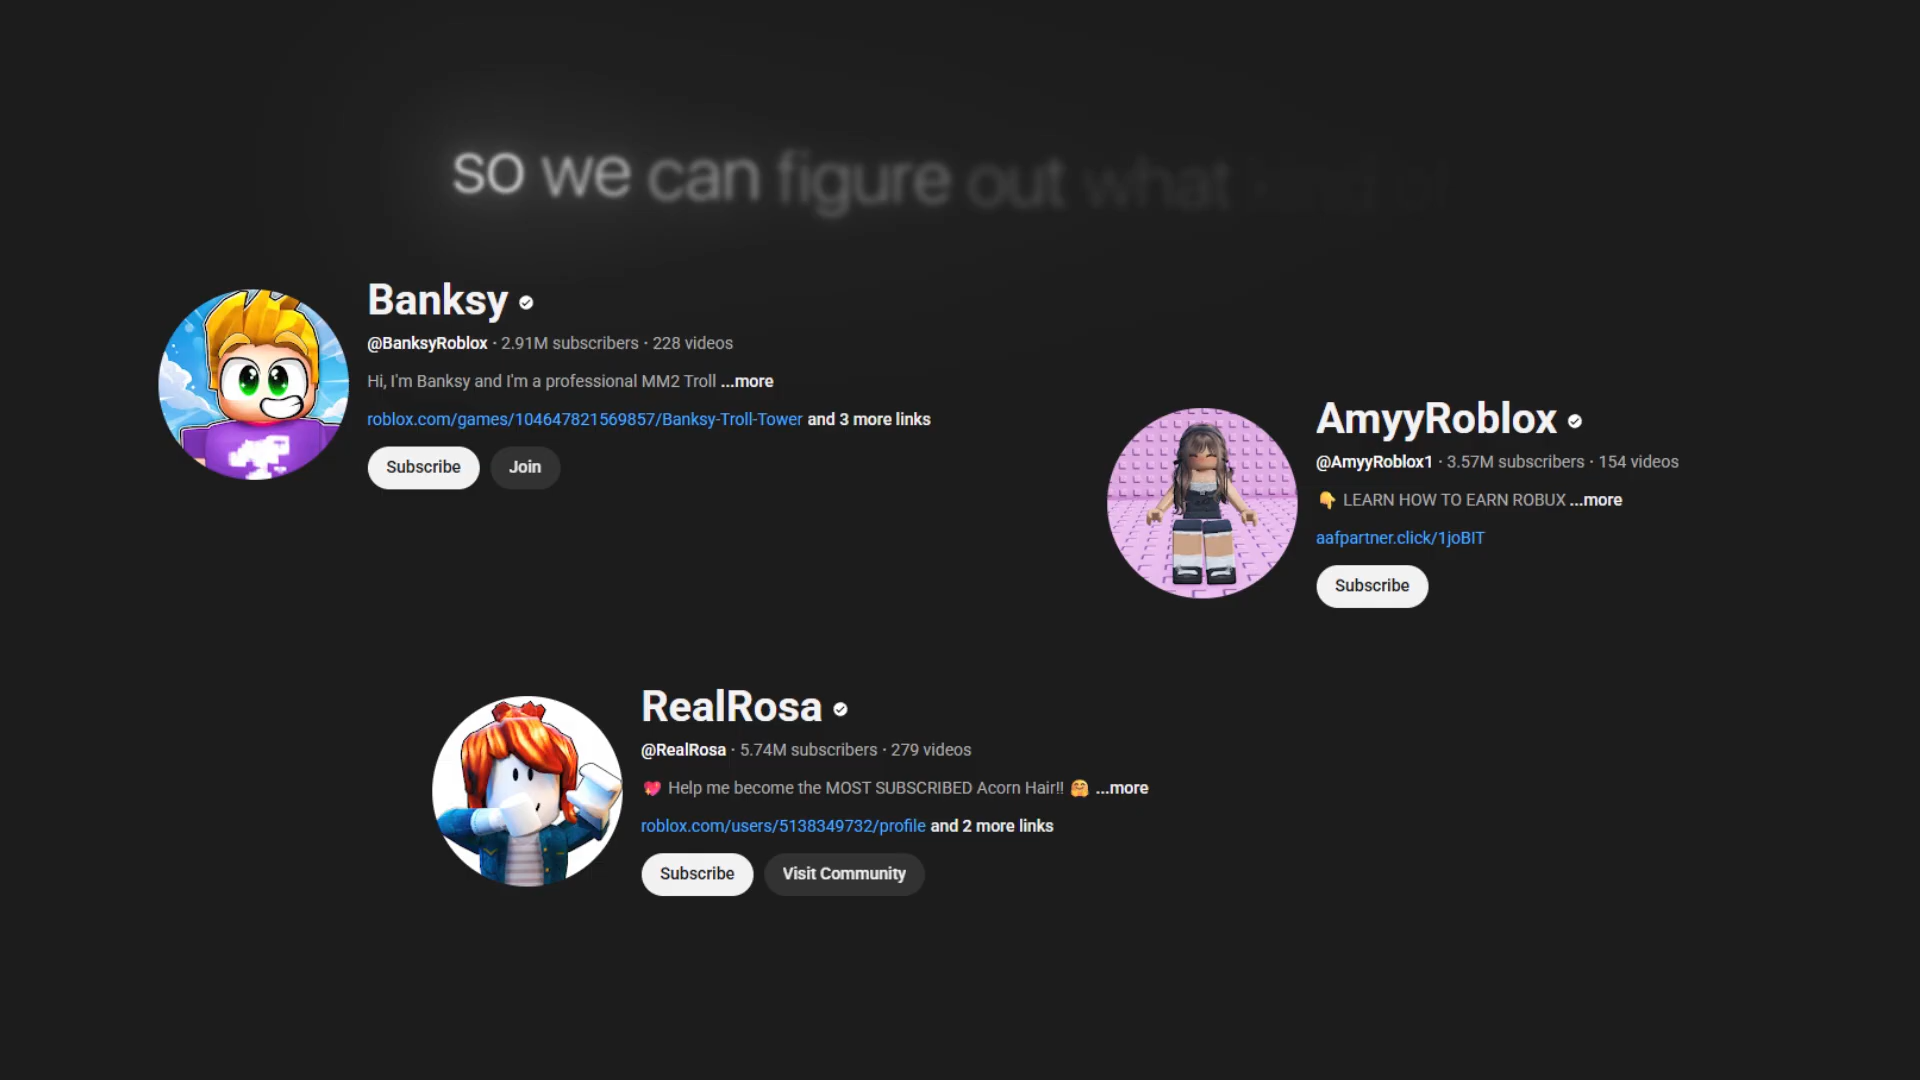 so we can figure out what kind of
Banksy
@BanksyRoblox · 2.91M subscribers · 228 videos
Hi, I'm Banksy and I'm a professional MM2 Troll ...more
roblox.com/games/104647821569857/Banksy-Troll-Tower and 3 more links
Subscribe Join
AmyyRoblox
@AmyyRoblox1 · 3.57M subscribers · 154 videos
👇 LEARN HOW TO EARN ROBUX ...more
aafpartner.click/1joBIT
Subscribe
RealRosa
@RealRosa · 5.74M subscribers · 279 videos
💖 Help me become the MOST SUBSCRIBED Acorn Hair!! 🤗 ...more
roblox.com/users/5138349732/profile and 2 more links
Subscribe Visit Community